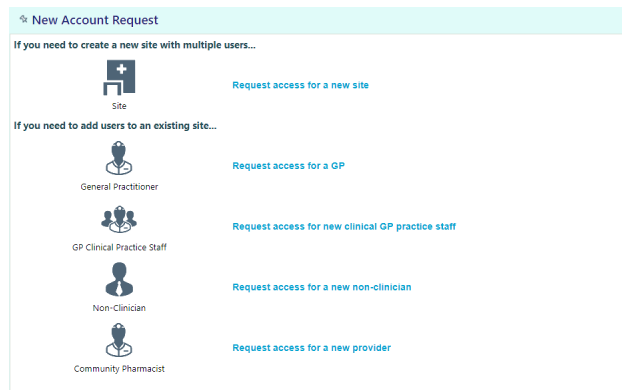 New Account Request
If you need to create a new site with multiple users...
Request access for a new site
Site
If you need to add users to an existing site...
Request access for a GP
General Practitioner
Request access for new clinical GP practice staff
GP Clinical Practice Staff
Request access for a new non-clinician
Non-Clinician
Request access for a new provider
Community Pharmacist